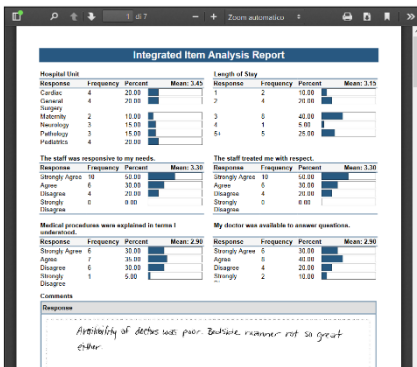 1 di 7
Zoom automatico
Integrated Item Analysis Report
Hospital Unit
Response Frequency Percent Mean: 3.45
Cardiac 4 20.00
General Surgery 4 20.00
Maternity 2 10.00
Neurology 3 15.00
Pathology 3 15.00
Pediatrics 4 20.00
Length of Stay
Response Frequency Percent Mean: 3.15
1 2 10.00
2 4 20.00
3 8 40.00
4 1 5.00
5+ 5 25.00
The staff was responsive to my needs.
Response Frequency Percent Mean: 3.30
Strongly Agree 10 50.00
Agree 6 30.00
Disagree 4 20.00
Strongly Disagree 0 0.00
The staff treated me with respect.
Response Frequency Percent Mean: 3.30
Strongly Agree 10 50.00
Agree 6 30.00
Disagree 4 20.00
Strongly Disagree 0 0.00
Medical procedures were explained in terms I
understood.
Response Frequency Percent Mean: 2.90
Strongly Agree 6 30.00
Agree 7 35.00
Disagree 6 30.00
Strongly Disagree 1 5.00
My doctor was available to answer questions.
Response Frequency Percent Mean: 2.90
Strongly Agree 6 30.00
Agree 8 40.00
Disagree 4 20.00
Strongly 2 10.00
Comments
Response
Availability of doctors was poor. Bedside manner not so great
either.